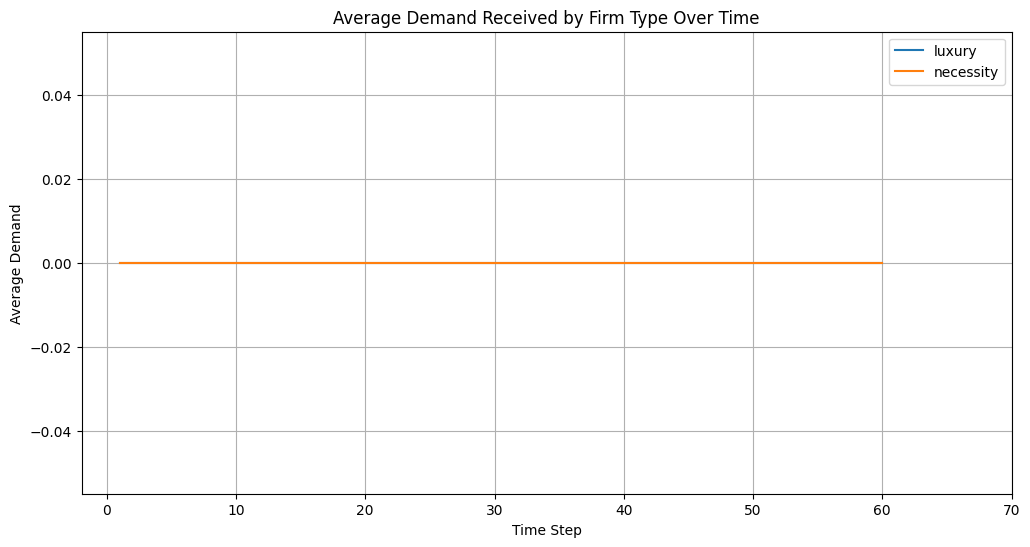 Average Demand Received by Firm Type Over Time
luxury
necessity
0.04
0.02
0.00
−0.02
−0.04
Average Demand
0 10 20 30 40 50 60 70
Time Step